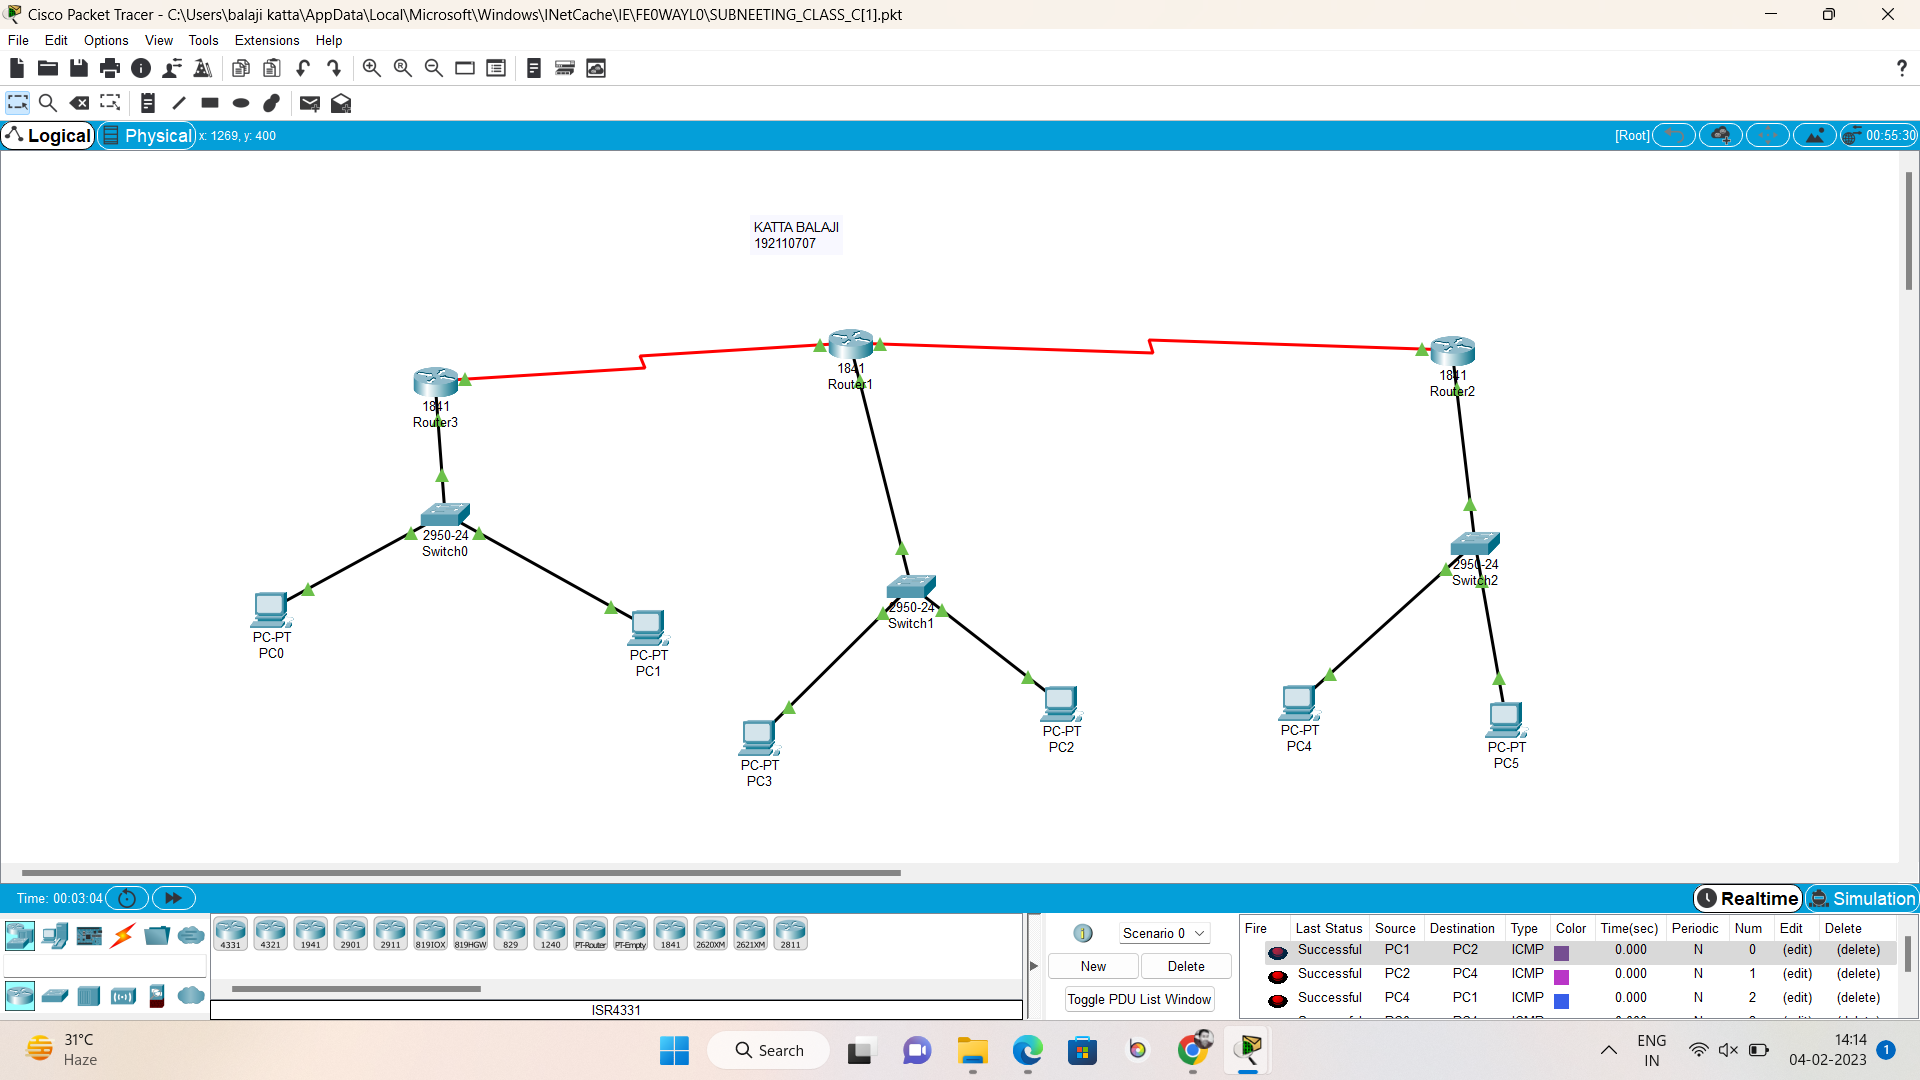 Cisco Packet Tracer - C:\Users\balaji katta\AppData\Local\Microsoft\Windows\INetCache\IE\FE0WAYL0\SUBNEETING_CLASS_C[1].pkt
File Edit Options View Tools Extensions Help
?
Logical Physical x: 1269, y: 400 [Root] 00:55:30
KATTA BALAJI
192110707
1841
Router1
1841
Router2
1841
Router3
2950-24
Switch0
2950-24
Switch2
2950-24
Switch1
PC-PT
PC0
PC-PT
PC1
PC-PT
PC2
PC-PT
PC4
PC-PT
PC5
PC-PT
PC3
Time: 00:03:04 Realtime Simulation
4331 4321 1941 2901 2911 819IOX 819HGW 829 1240 PT-Router PT-Empty 1841 2620XM 2621XM 2811
ISR4331
1 Scenario 0
New Delete
Toggle PDU List Window
Fire Last Status Source Destination Type Color Time(sec) Periodic Num Edit Delete
Successful PC1 PC2 ICMP 0.000 N 0 (edit) (delete)
Successful PC2 PC4 ICMP 0.000 N 1 (edit) (delete)
Successful PC4 PC1 ICMP 0.000 N 2 (edit) (delete)
31°C
Haze
Search
ENG
IN
14:14
04-02-2023
1